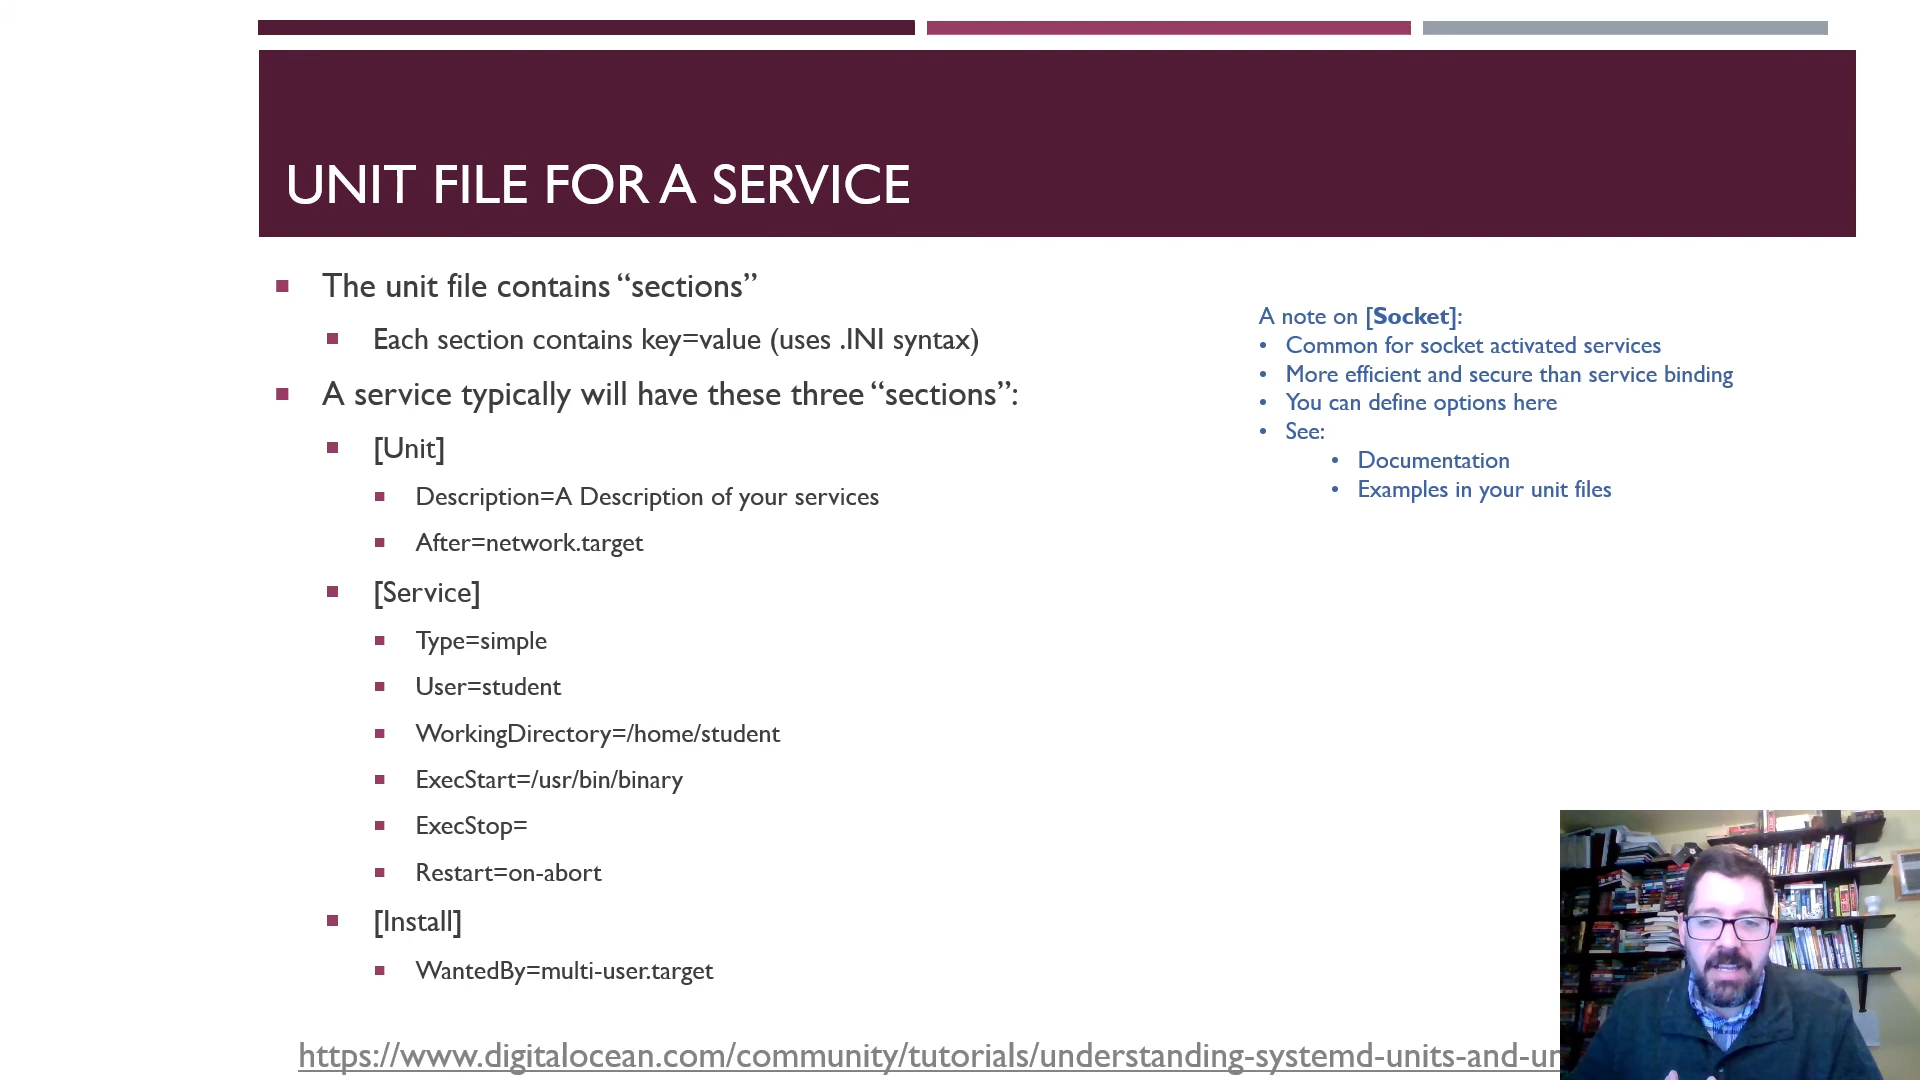 UNIT FILE FOR A SERVICE
The unit file contains “sections”
Each section contains key=value (uses .INI syntax)
A service typically will have these three “sections”:
[Unit]
Description=A Description of your services
After=network.target
[Service]
Type=simple
User=student
WorkingDirectory=/home/student
ExecStart=/usr/bin/binary
ExecStop=
Restart=on-abort
[Install]
WantedBy=multi-user.target
A note on [Socket]:
Common for socket activated services
More efficient and secure than service binding
You can define options here
See:
Documentation
Examples in your unit files
https://www.digitalocean.com/community/tutorials/understanding-systemd-units-and-un